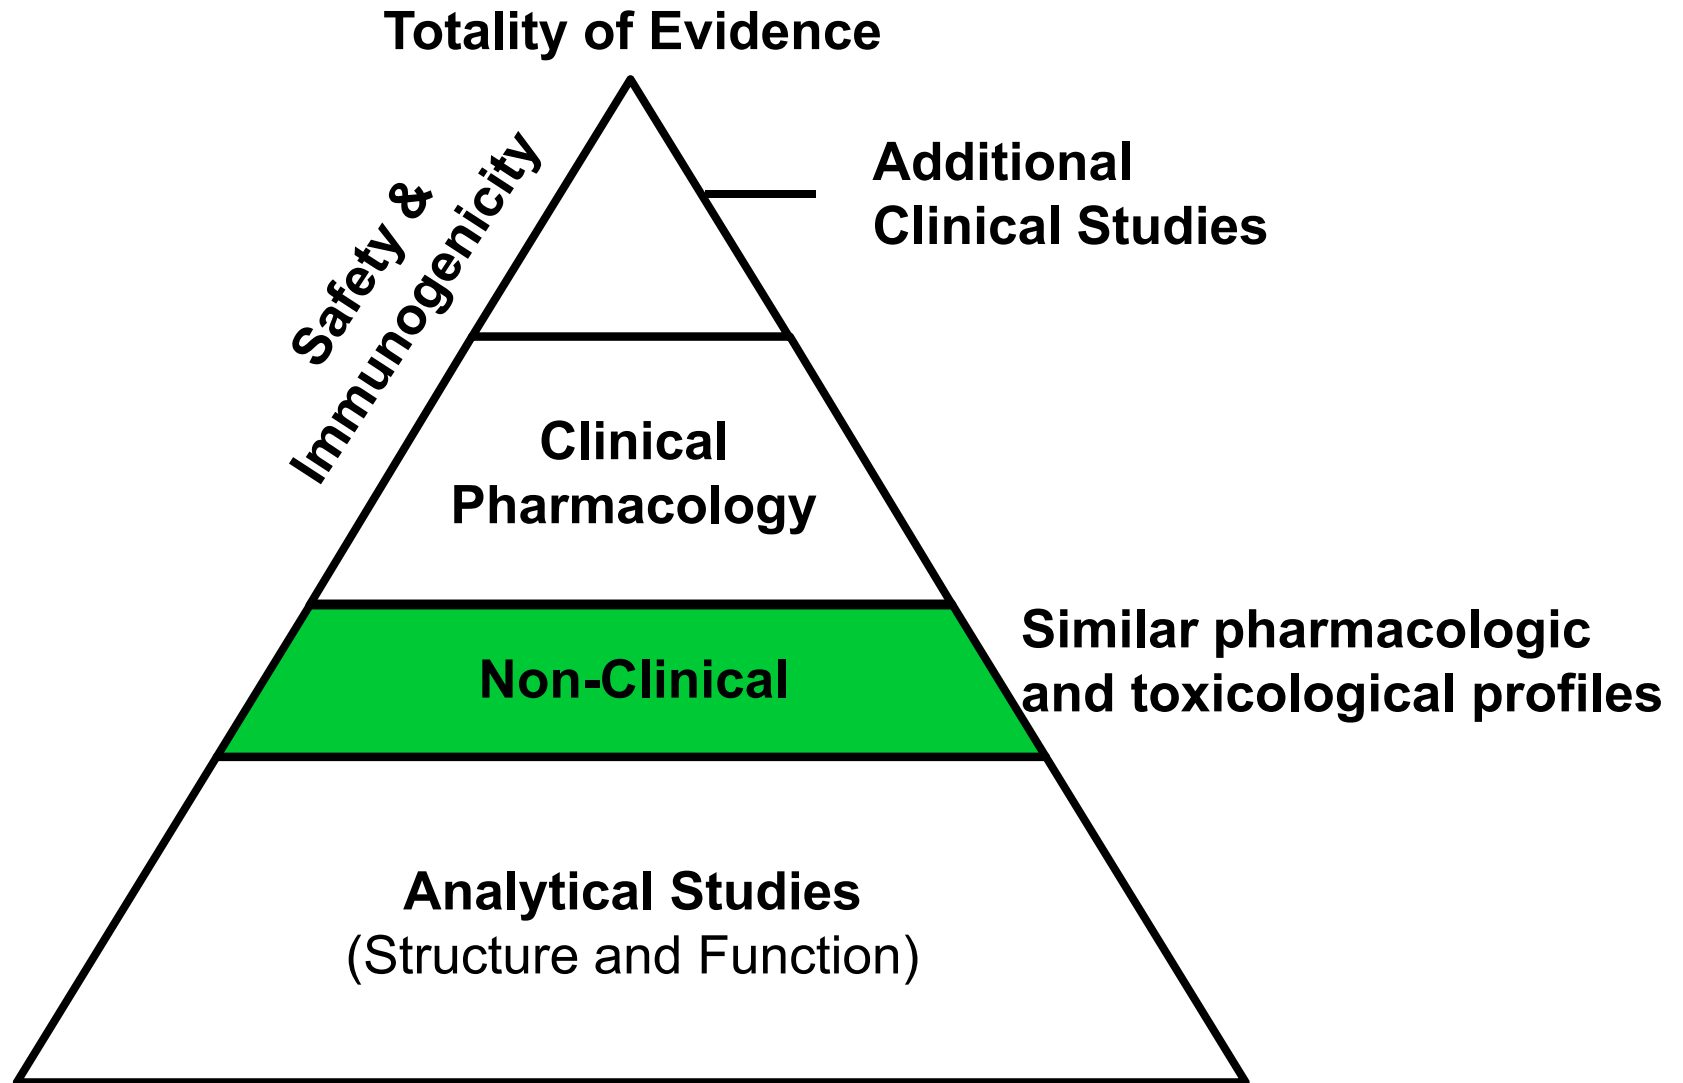 Totality of Evidence
Safety &
Immunogenicity
Additional
Clinical Studies
Clinical
Pharmacology
Non-Clinical
Similar pharmacologic
and toxicological profiles
Analytical Studies
(Structure and Function)